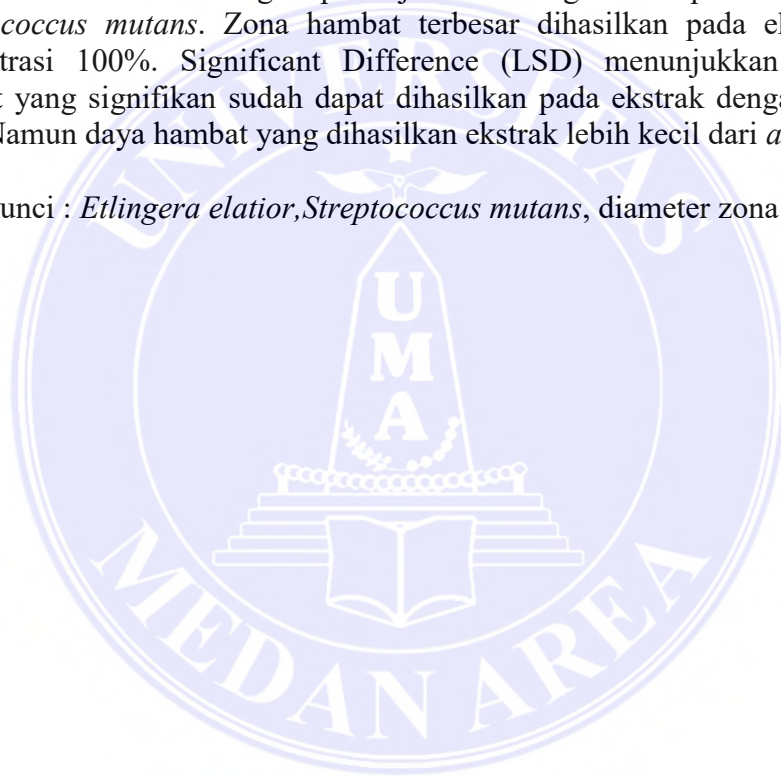 coccus mutans. Zona hambat terbesar dihasilkan pada
trasi 100%. Significant Difference (LSD) menunjukkan
yang signifikan sudah dapat dihasilkan pada ekstrak
Namun daya hambat yang dihasilkan ekstrak lebih kecil dari
unci : Etlingera elatior,Streptococcus mutans, diameter zona
UNIVERSITAS
UMA
MEDAN AREA